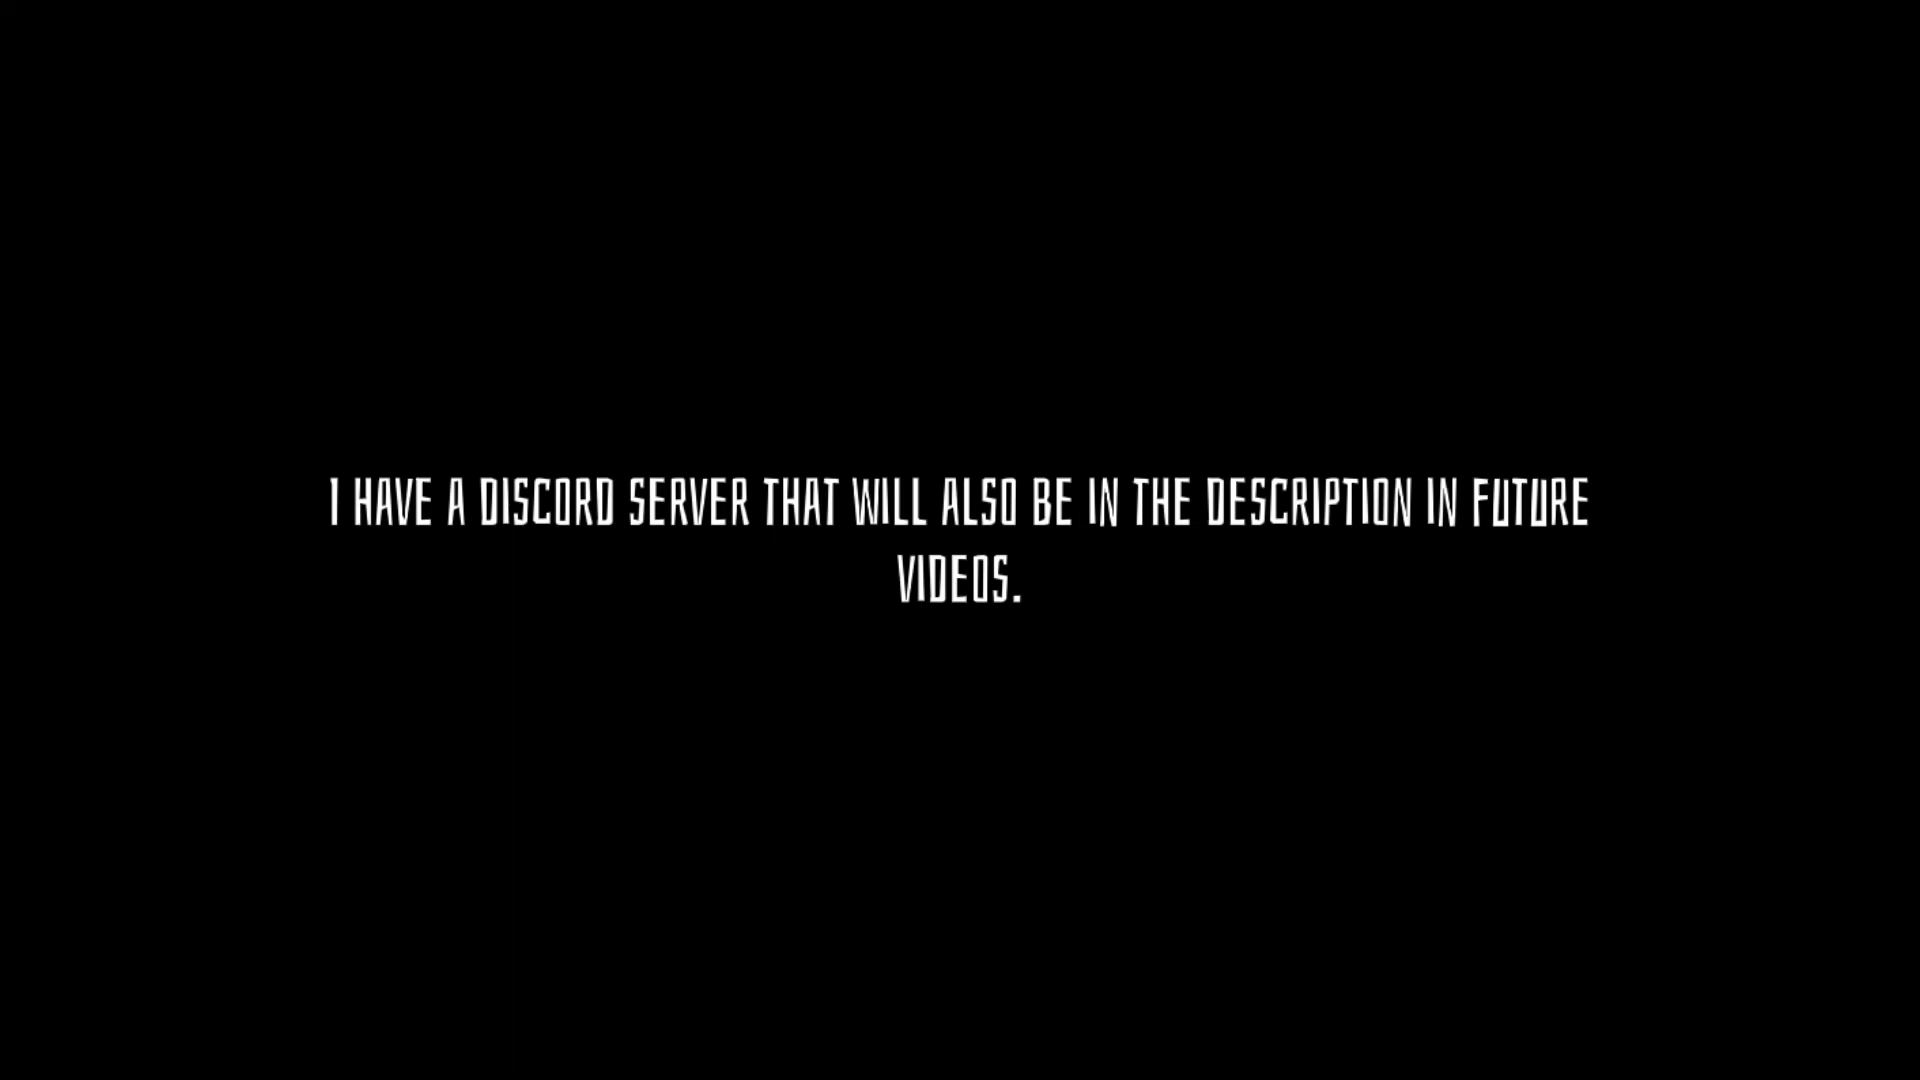 I HAVE A DISCORD SERVER THAT WILL ALSO BE IN THE DESCRIPTION IN FUTURE
VIDEOS.